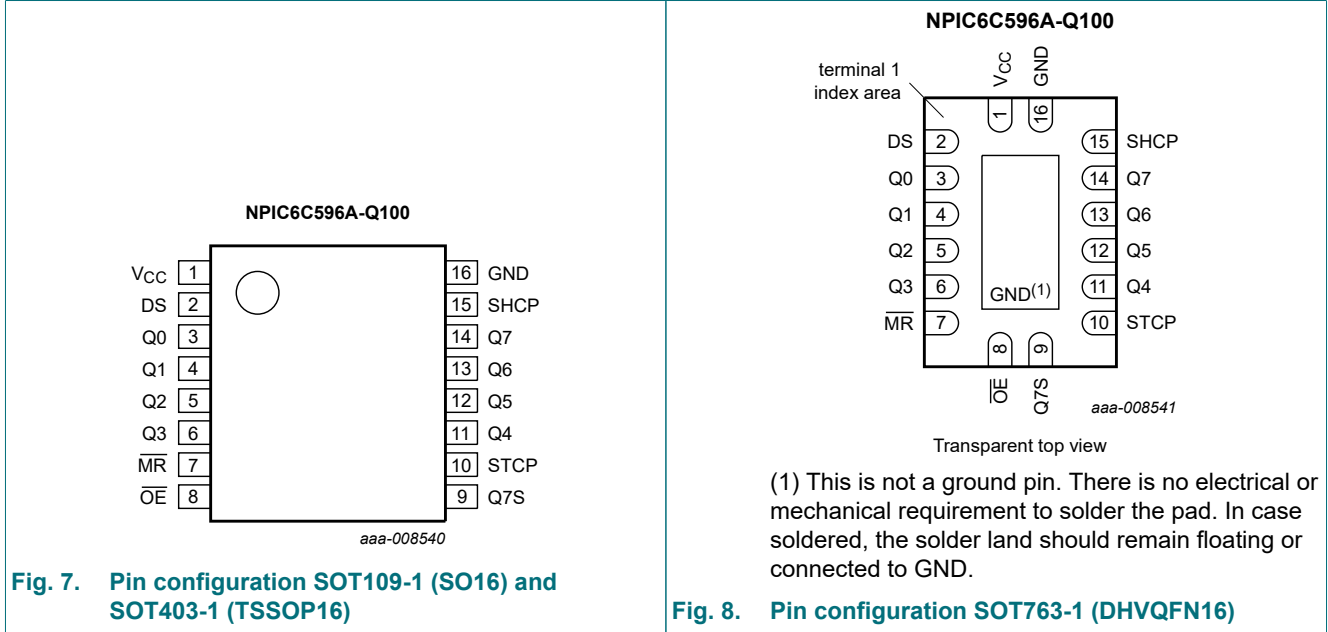 NPIC6C596A-Q100
VCC 1
DS 2
Q0 3
Q1 4
Q2 5
Q3 6
MR 7
OE 8
16 GND
15 SHCP
14 Q7
13 Q6
12 Q5
11 Q4
10 STCP
9 Q7S
aaa-008540
Fig. 7. Pin configuration SOT109-1 (SO16) and
SOT403-1 (TSSOP16)
NPIC6C596A-Q100
terminal 1
index area
VCC
GND
1
16
DS 2
Q0 3
Q1 4
Q2 5
Q3 6
MR 7
15 SHCP
14 Q7
13 Q6
12 Q5
11 Q4
10 STCP
GND(1)
8
9
OE
Q7S
aaa-008541
Transparent top view
(1) This is not a ground pin. There is no electrical or
mechanical requirement to solder the pad. In case
soldered, the solder land should remain floating or
connected to GND.
Fig. 8. Pin configuration SOT763-1 (DHVQFN16)